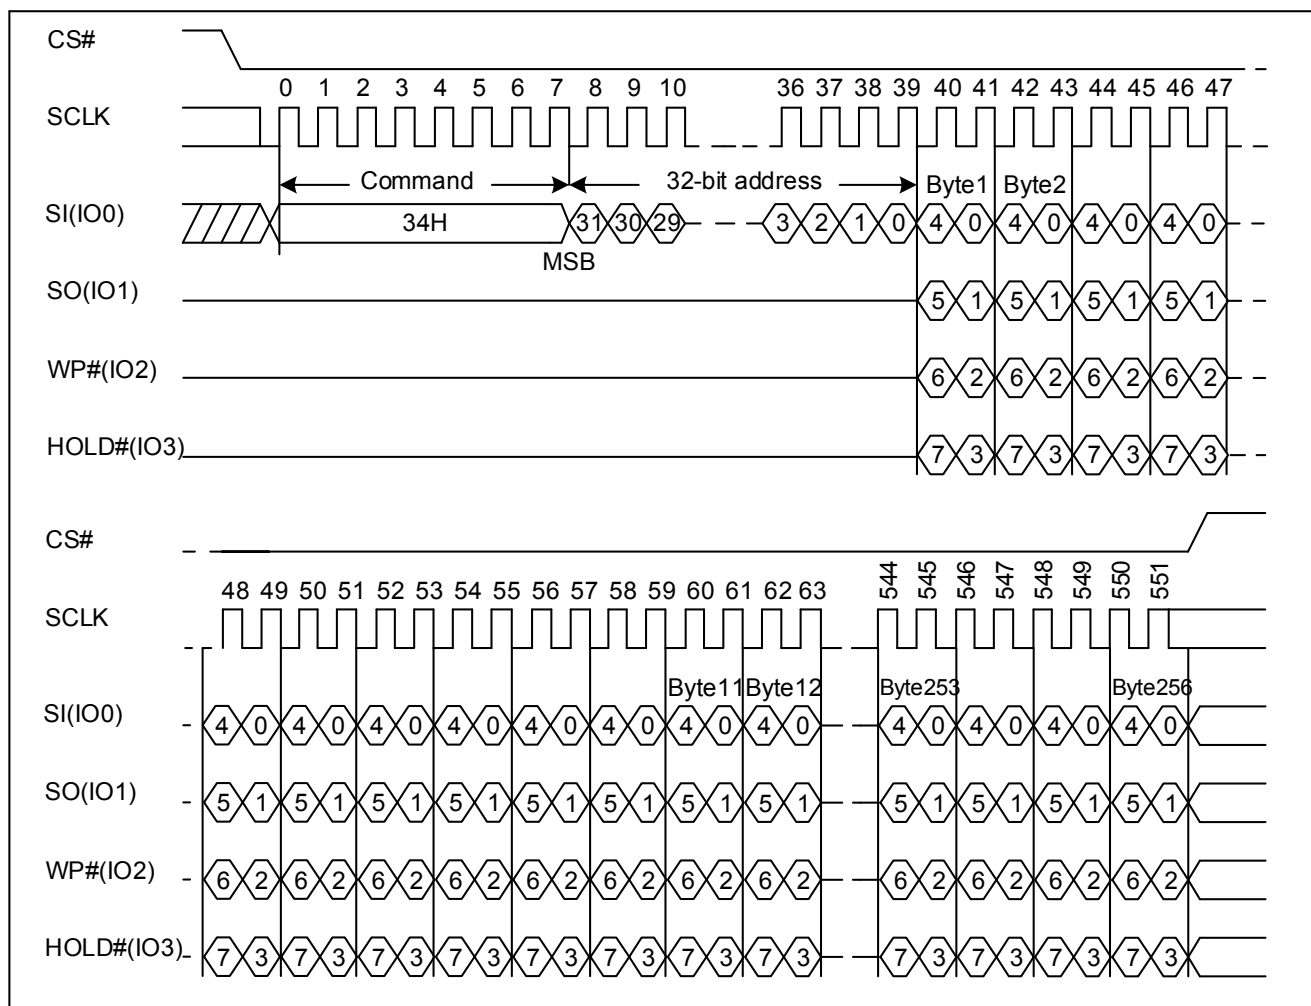 CS#
0 1 2 3 4 5 6 7 8 9 10 36 37 38 39 40 41 42 43 44 45 46 47
SCLK
Command 32-bit address Byte1 Byte2
SI(IO0) 34H 31 30 29 3 2 1 0 4 0 4 0 4 0 4 0
MSB
SO(IO1) 5 1 5 1 5 1 5 1
WP#(IO2) 6 2 6 2 6 2 6 2
HOLD#(IO3) 7 3 7 3 7 3 7 3
CS#
48 49 50 51 52 53 54 55 56 57 58 59 60 61 62 63 544 545 546 547 548 549 550 551
SCLK
Byte11 Byte12 Byte253 Byte256
SI(IO0) 4 0 4 0 4 0 4 0 4 0 4 0 4 0 4 0 4 0 4 0 4 0 4 0
SO(IO1) 5 1 5 1 5 1 5 1 5 1 5 1 5 1 5 1 5 1 5 1 5 1 5 1
WP#(IO2) 6 2 6 2 6 2 6 2 6 2 6 2 6 2 6 2 6 2 6 2 6 2 6 2
HOLD#(IO3) 7 3 7 3 7 3 7 3 7 3 7 3 7 3 7 3 7 3 7 3 7 3 7 3